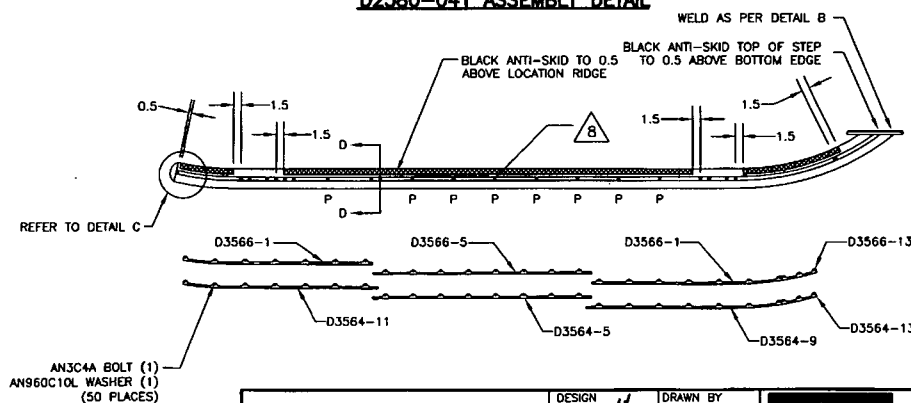 D2580-041 ASSEMBLY DETAIL
WELD AS PER DETAIL B
BLACK ANTI-SKID TO 0.5
ABOVE LOCATION RIDGE
BLACK ANTI-SKID TOP OF STEP
TO 0.5 ABOVE BOTTOM EDGE
0.5
1.5
1.5
8
1.5
1.5
1.5
D
D
P P P P P P P P
REFER TO DETAIL C
D3566-1
D3566-5
D3566-1
D3566-13
D3564-11
D3564-5
D3564-9
D3564-13
AN3C4A BOLT (1)
AN960C10L WASHER (1)
(50 PLACES)
DESIGN
DRAWN BY